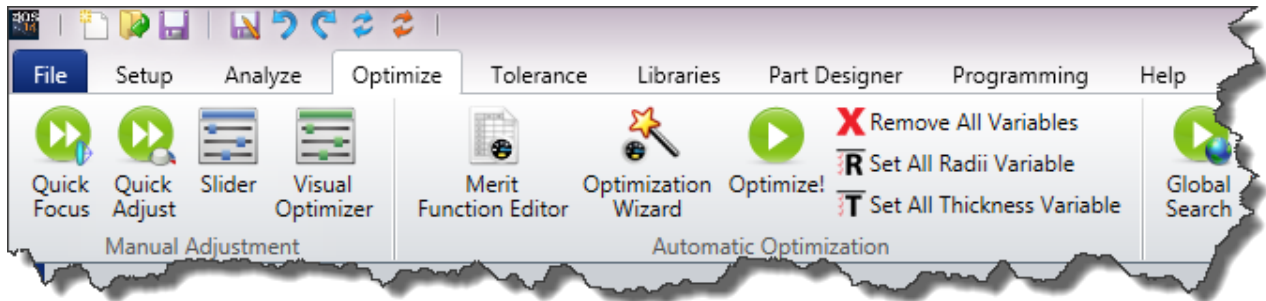 File Setup Analyze Optimize Tolerance Libraries Part Designer Programming Help
Quick Focus
Quick Adjust
Slider
Visual Optimizer
Manual Adjustment
Merit Function Editor
Optimization Wizard
Optimize!
Remove All Variables
R Set All Radii Variable
T Set All Thickness Variable
Automatic Optimization
Global Search